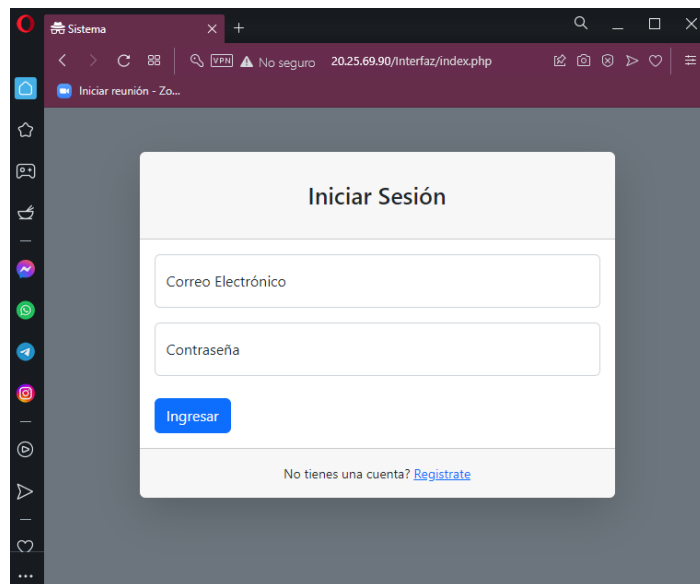 Sistema
VPN No seguro 20.25.69.90/Interfaz/index.php
Iniciar reunión - Zo...
Iniciar Sesión
Correo Electrónico
Contraseña
Ingresar
No tienes una cuenta? Registrate